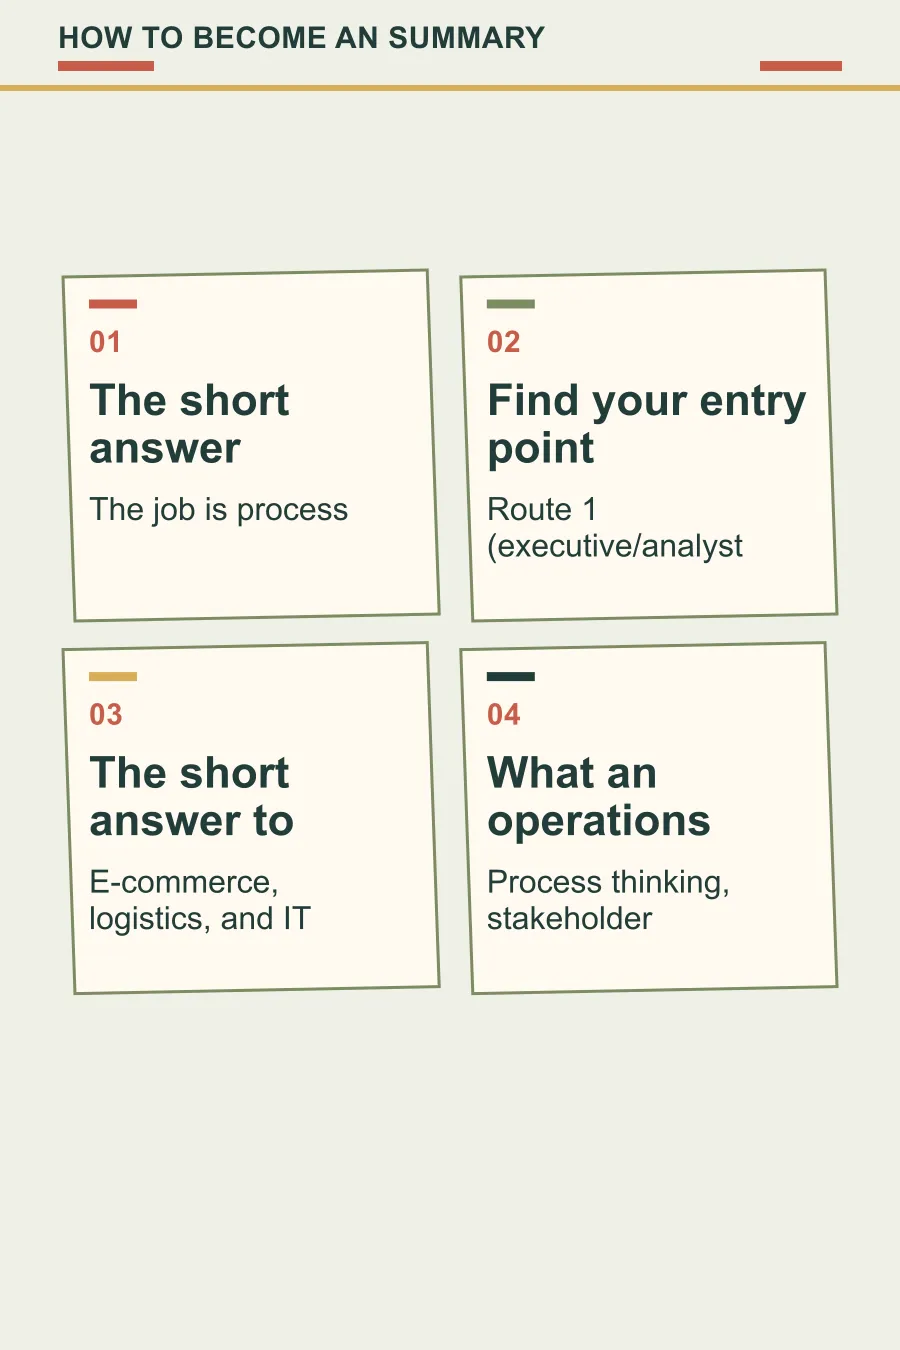 HOW TO BECOME AN SUMMARY
01
The short
answer
The job is process
02
Find your entry
point
Route 1
(executive/analyst
03
The short
answer to
E-commerce,
logistics, and IT
04
What an
operations
Process thinking,
stakeholder